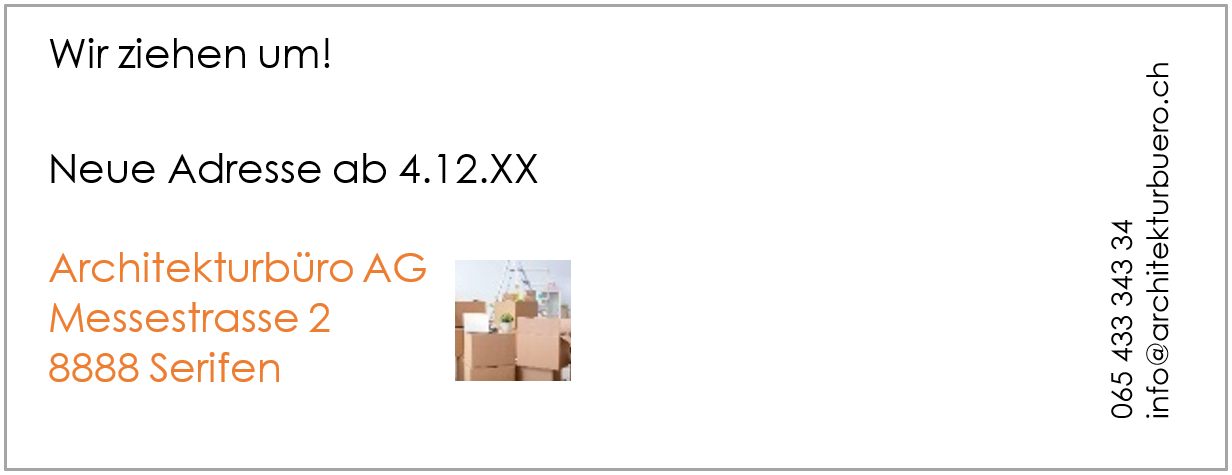 Wir ziehen um!
Neue Adresse ab 4.12.XX
Architekturbüro AG
Messestrasse 2
8888 Serifen
065 433 343 34
info@architekturbuero.ch